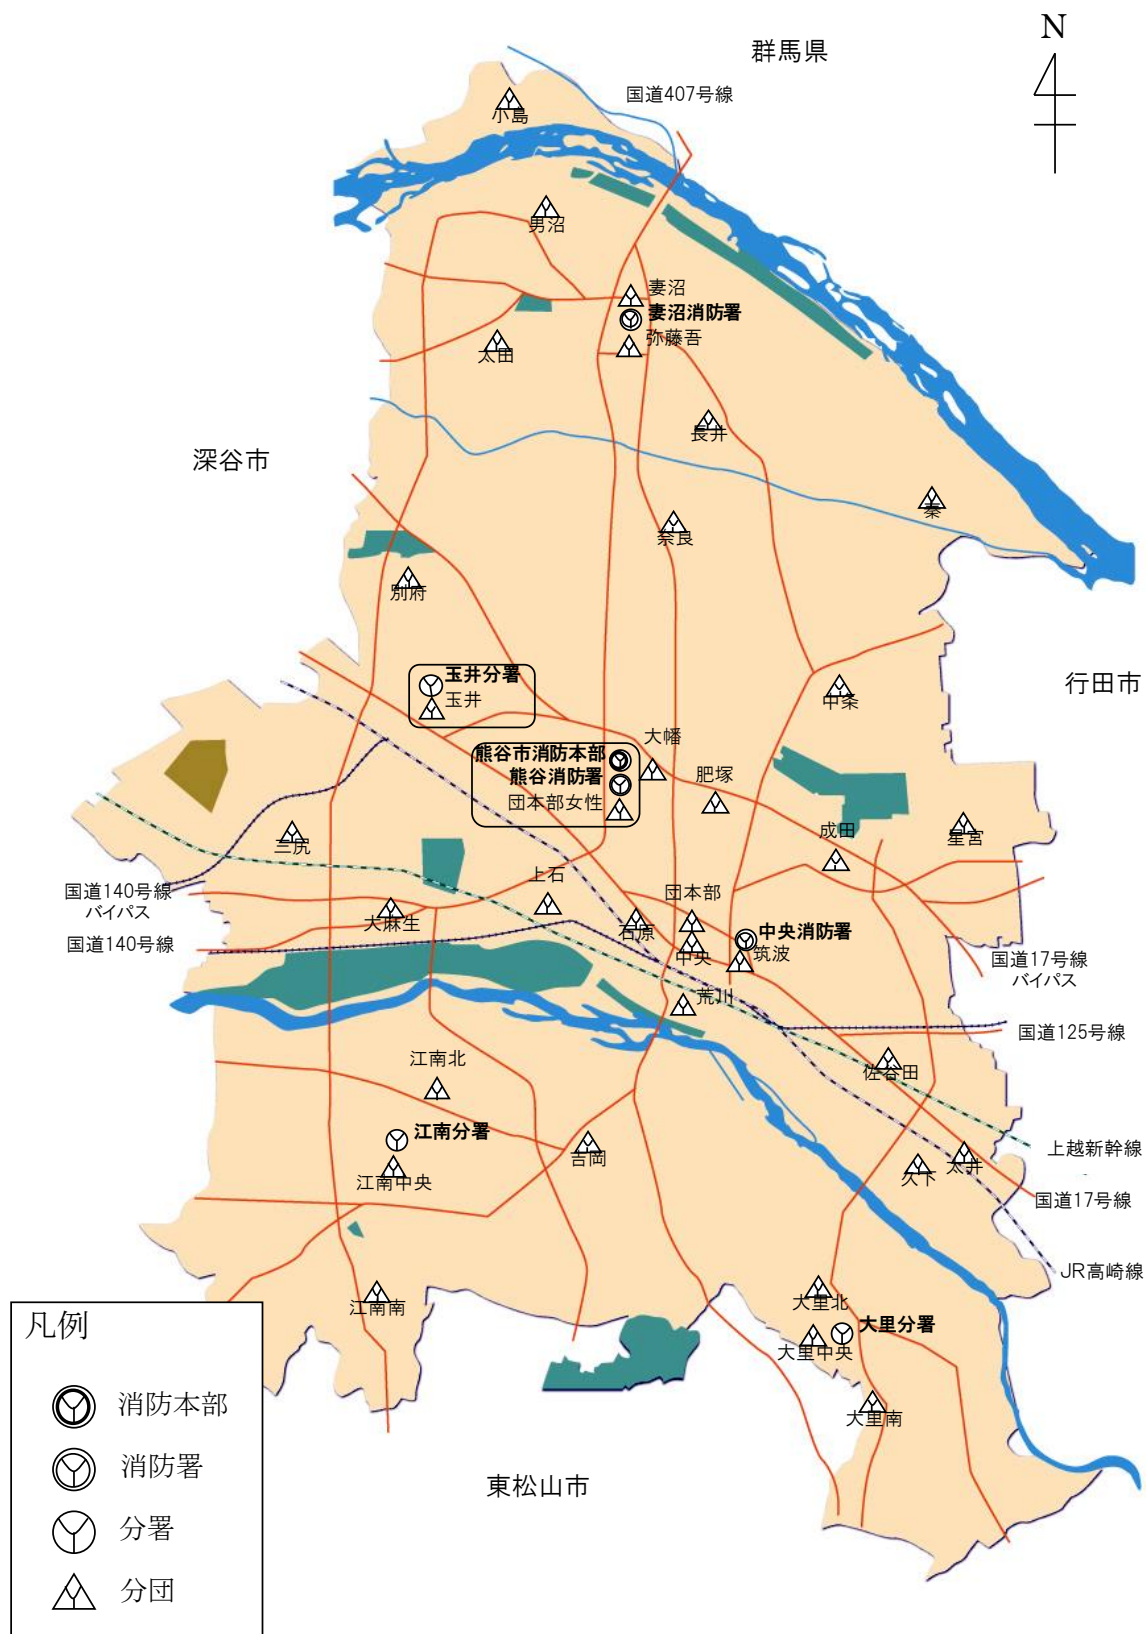 N
群馬県
国道407号線
小島
男沼
妻沼
妻沼消防署
弥藤吾
太田
長井
深谷市
秦
奈良
別府
玉井分署
玉井
中条
行田市
大幡
熊谷市消防本部
熊谷消防署
団本部女性
肥塚
成田
星宮
三尻
上石
団本部
国道140号線
バイパス
大麻生
石原
中央消防署
筑波
中央
国道140号線
国道17号線
バイパス
荒川
国道125号線
江南北
佐谷田
江南分署
吉岡
上越新幹線
江南中央
久下
太井
国道17号線
JR高崎線
江南南
大里北
大里分署
大里中央
大里南
東松山市
凡例
消防本部
消防署
分署
分団